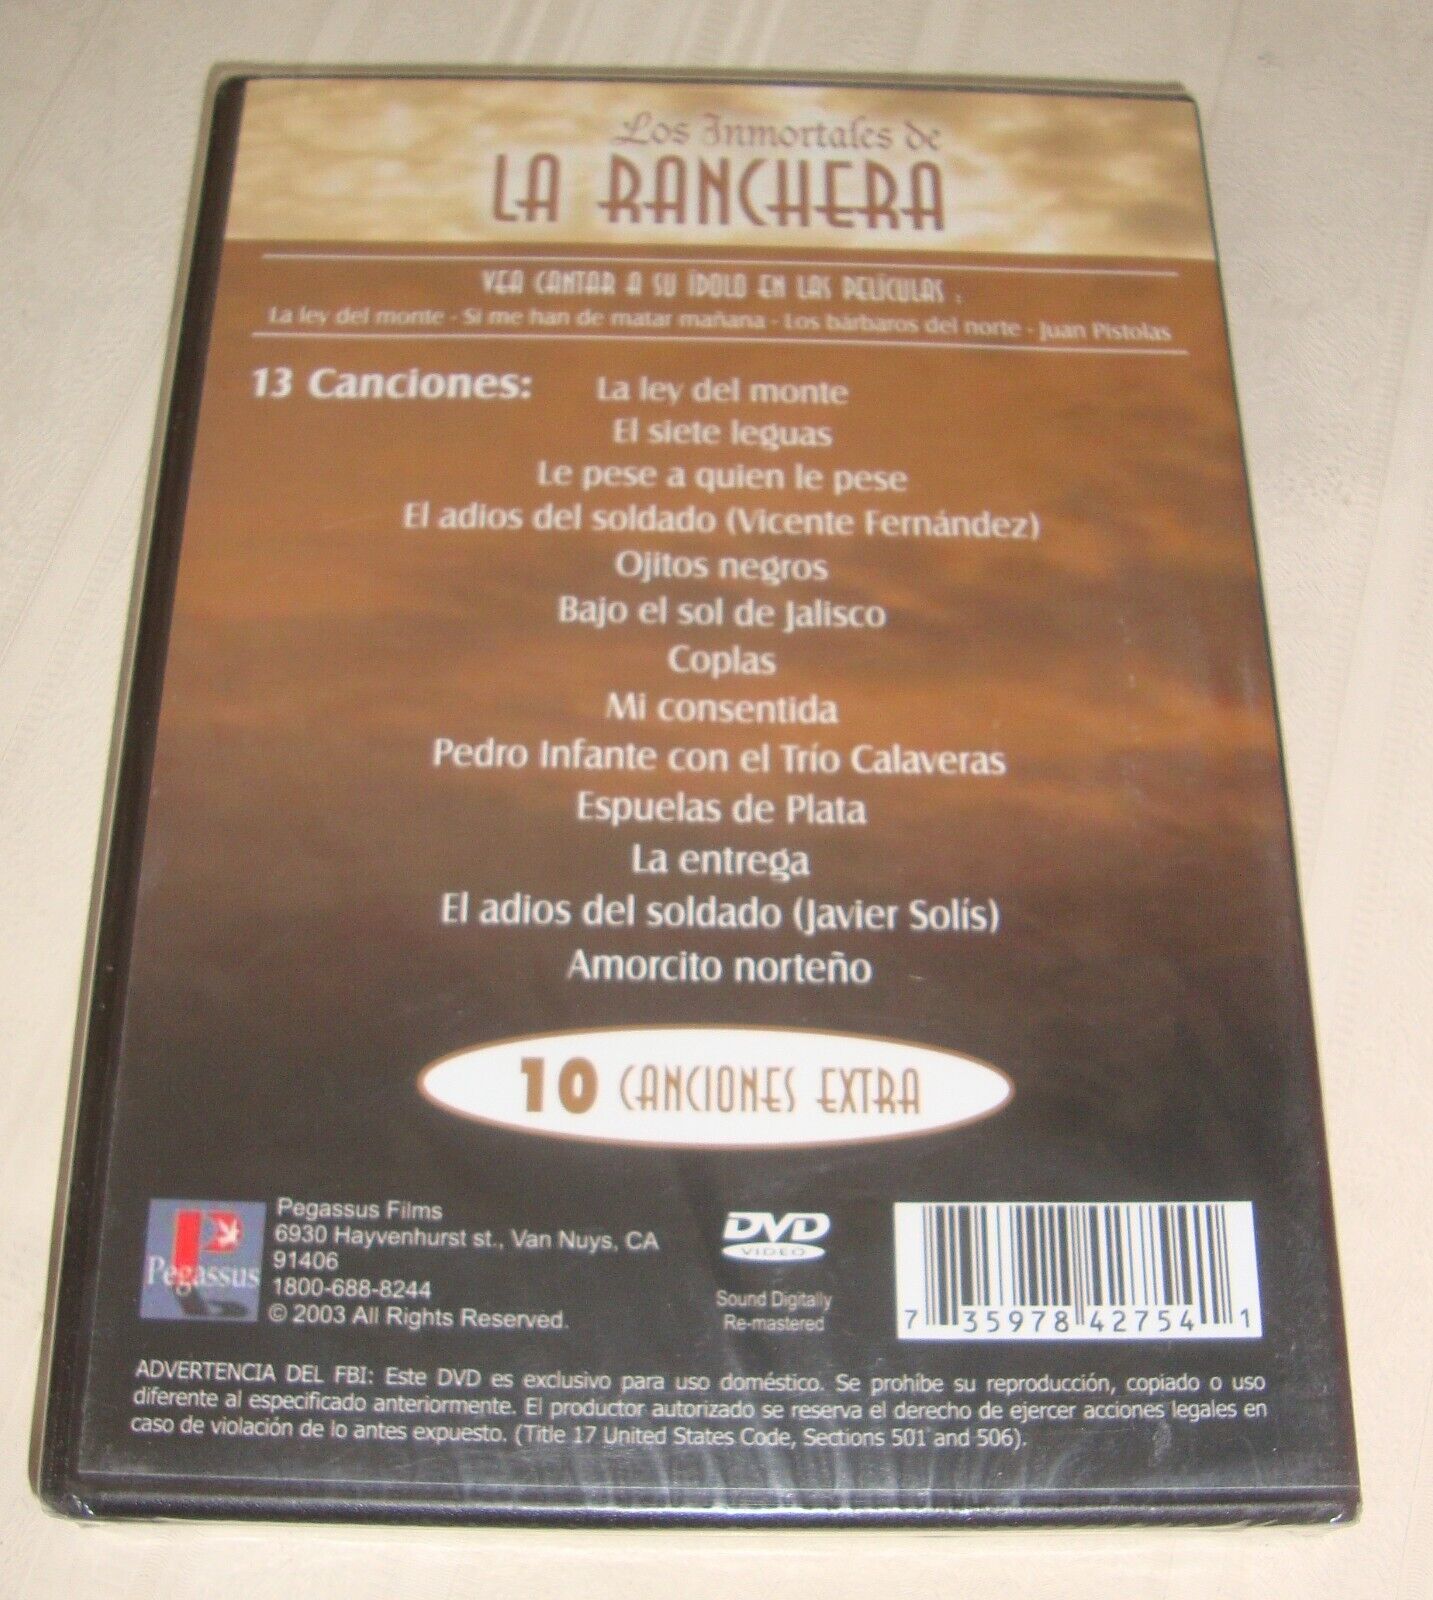 Los Inmortales de
LA RANCHERA
VEA CANTAR A SU ÍDOLO EN LAS PELÍCULAS :
La ley del monte - Si me han de matar mañana - Los bárbaros del norte - Juan Pistolas
13 Canciones: La ley del monte
El siete leguas
Le pese a quien le pese
El adios del soldado (Vicente Fernández)
Ojitos negros
Bajo el sol de Jalisco
Coplas
Mi consentida
Pedro Infante con el Trío Calaveras
Espuelas de Plata
La entrega
El adios del soldado (Javier Solís)
Amorcito norteño
10 CANCIONES EXTRA
P
Pegassus
Pegassus Films
6930 Hayvenhurst st., Van Nuys, CA
91406
1800-688-8244
© 2003 All Rights Reserved.
DVD
VIDEO
Sound Digitally
Re-mastered
7 35978 42754 1
ADVERTENCIA DEL FBI: Este DVD es exclusivo para uso doméstico. Se prohíbe su reproducción, copiado o uso
diferente al especificado anteriormente. El productor autorizado se reserva el derecho de ejercer acciones legales en
caso de violación de lo antes expuesto. (Title 17 United States Code, Sections 501 and 506).